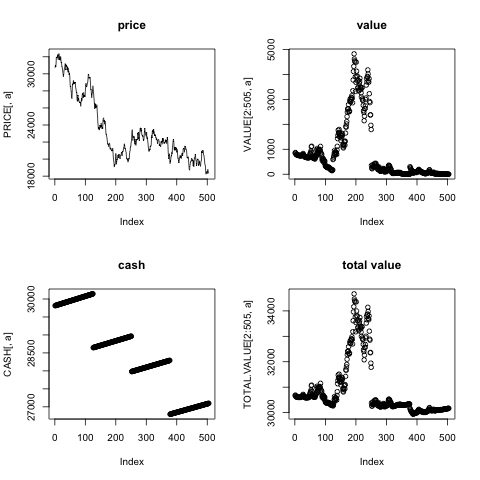 price
PRICE[, a]
18000 24000 30000
0 100 200 300 400 500
Index
value
VALUE[2:505, a]
0 1000 3000 5000
0 100 200 300 400 500
Index
cash
CASH[, a]
27000 28500 30000
0 100 200 300 400 500
Index
total value
TOTAL.VALUE[2:505, a]
30000 32000 34000
0 100 200 300 400 500
Index